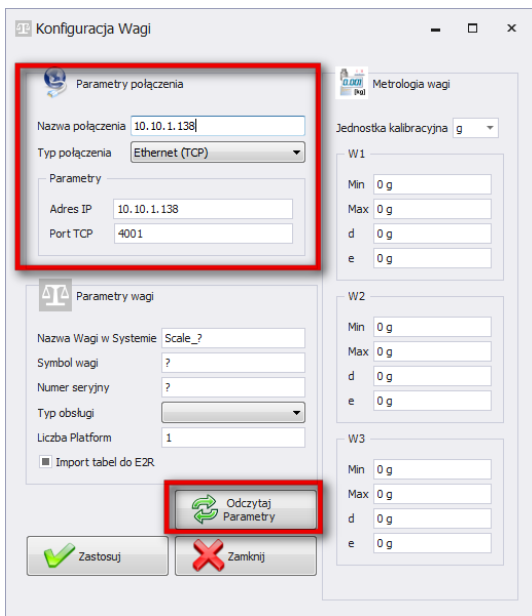 Konfiguracja Wagi
Parametry połączenia
Nazwa połączenia 10.10.1.138
Typ połączenia Ethernet (TCP)
Parametry
Adres IP 10.10.1.138
Port TCP 4001
Parametry wagi
Nazwa Wagi w Systemie Scale_?
Symbol wagi ?
Numer seryjny ?
Typ obsługi
Liczba Platform 1
Import tabel do E2R
Odczytaj
Parametry
Zastosuj
Zamknij
0.001
[kg]
Metrologia wagi
Jednostka kalibracyjna g
W1
Min 0 g
Max 0 g
d 0 g
e 0 g
W2
Min 0 g
Max 0 g
d 0 g
e 0 g
W3
Min 0 g
Max 0 g
d 0 g
e 0 g